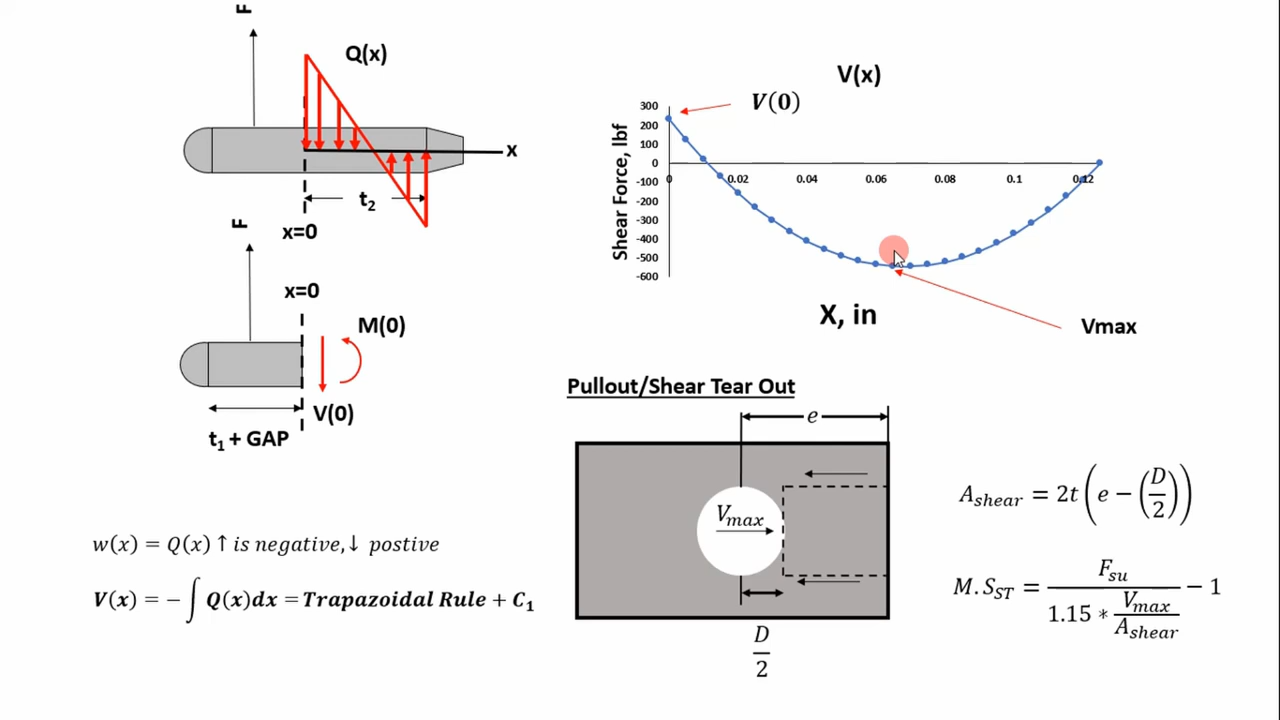 F
Q(x)
x
t₂
x=0
F
x=0
M(0)
V(0)
t₁ + GAP
w(x) = Q(x) ↑ is negative,↓ postive
V(x) = − ∫ Q(x)dx = Trapazoidal Rule + C₁
V(x)
V(0)
Shear Force, lbf
300
200
100
0
-100
-200
-300
-400
-500
-600
0 0.02 0.04 0.06 0.08 0.1 0.12
X, in
Vmax
Pullout/Shear Tear Out
e
V_max
D/2
A_shear = 2t(e − (D/2))
M.S_ST = F_su / (1.15 * V_max/A_shear) − 1